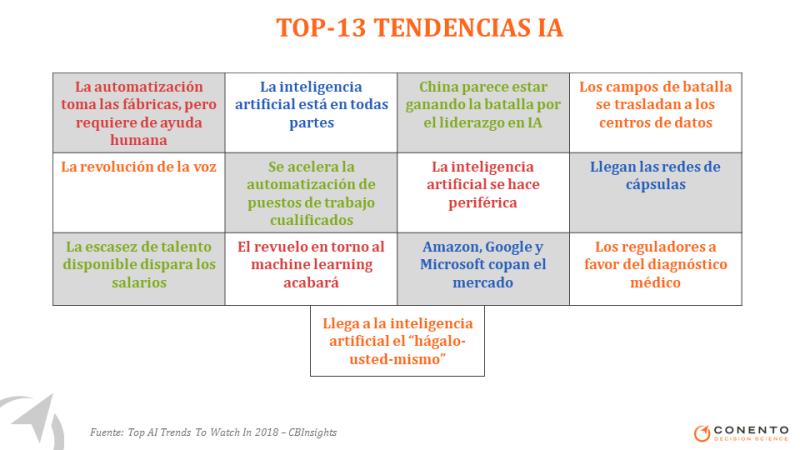 TOP-13 TENDENCIAS IA
La automatización
toma las fábricas, pero
requiere de ayuda
humana
La inteligencia
artificial está en todas
partes
China parece estar
ganando la batalla por
el liderazgo en IA
Los campos de batalla
se trasladan a los
centros de datos
La revolución de la voz
Se acelera la
automatización de
puestos de trabajo
cualificados
La inteligencia
artificial se hace
periférica
Llegan las redes de
cápsulas
La escasez de talento
disponible dispara los
salarios
El revuelo en torno al
machine learning
acabará
Amazon, Google y
Microsoft copan el
mercado
Los reguladores a
favor del diagnóstico
médico
Llega a la inteligencia
artificial el “hágalo-
usted-mismo”
Fuente: Top AI Trends To Watch In 2018 – CBInsights
CONENTO
DECISION SCIENCE